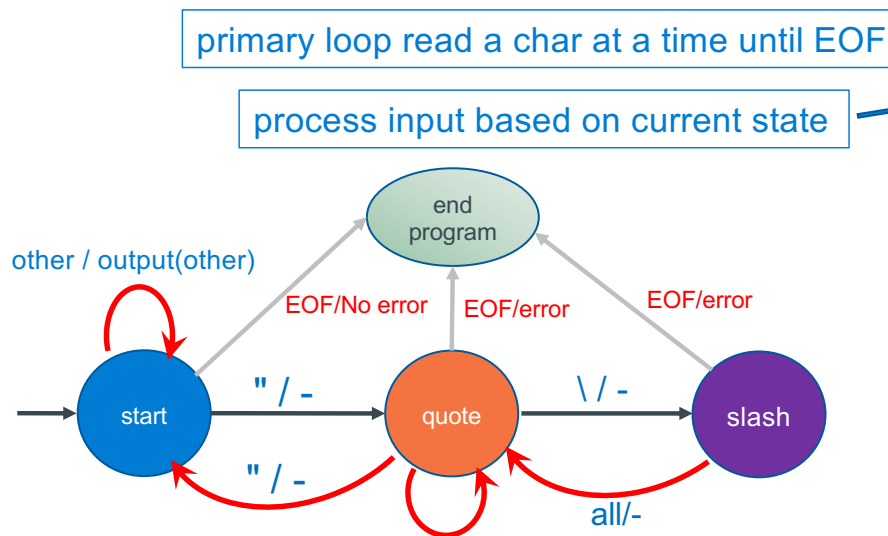 primary loop read a char at a time until EOF
process input based on current state
end
program
other / output(other)
EOF/No error
EOF/error
EOF/error
" / -
\ / -
start
quote
slash
" / -
all/-